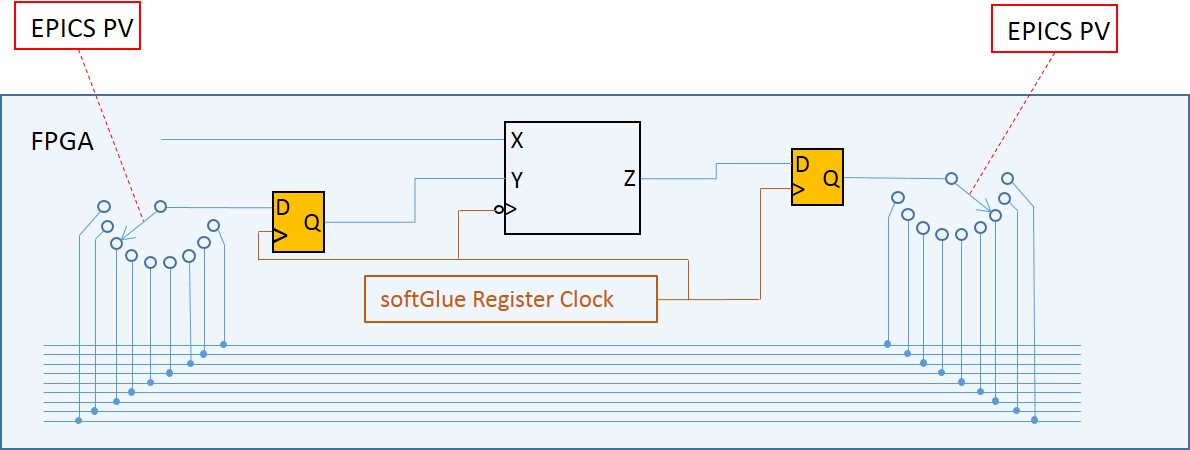 EPICS PV
EPICS PV
FPGA
X
Y
Z
D
Q
D
Q
softGlue Register Clock